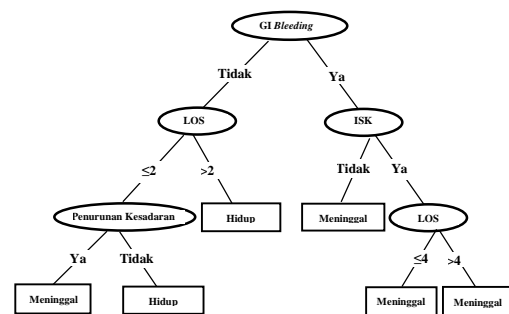 GI Bleeding
Tidak
Ya
LOS
ISK
≤2
>2
Tidak
Ya
Penurunan Kesadaran
Hidup
Meninggal
LOS
Ya
Tidak
≤4
>4
Meninggal
Hidup
Meninggal
Meninggal